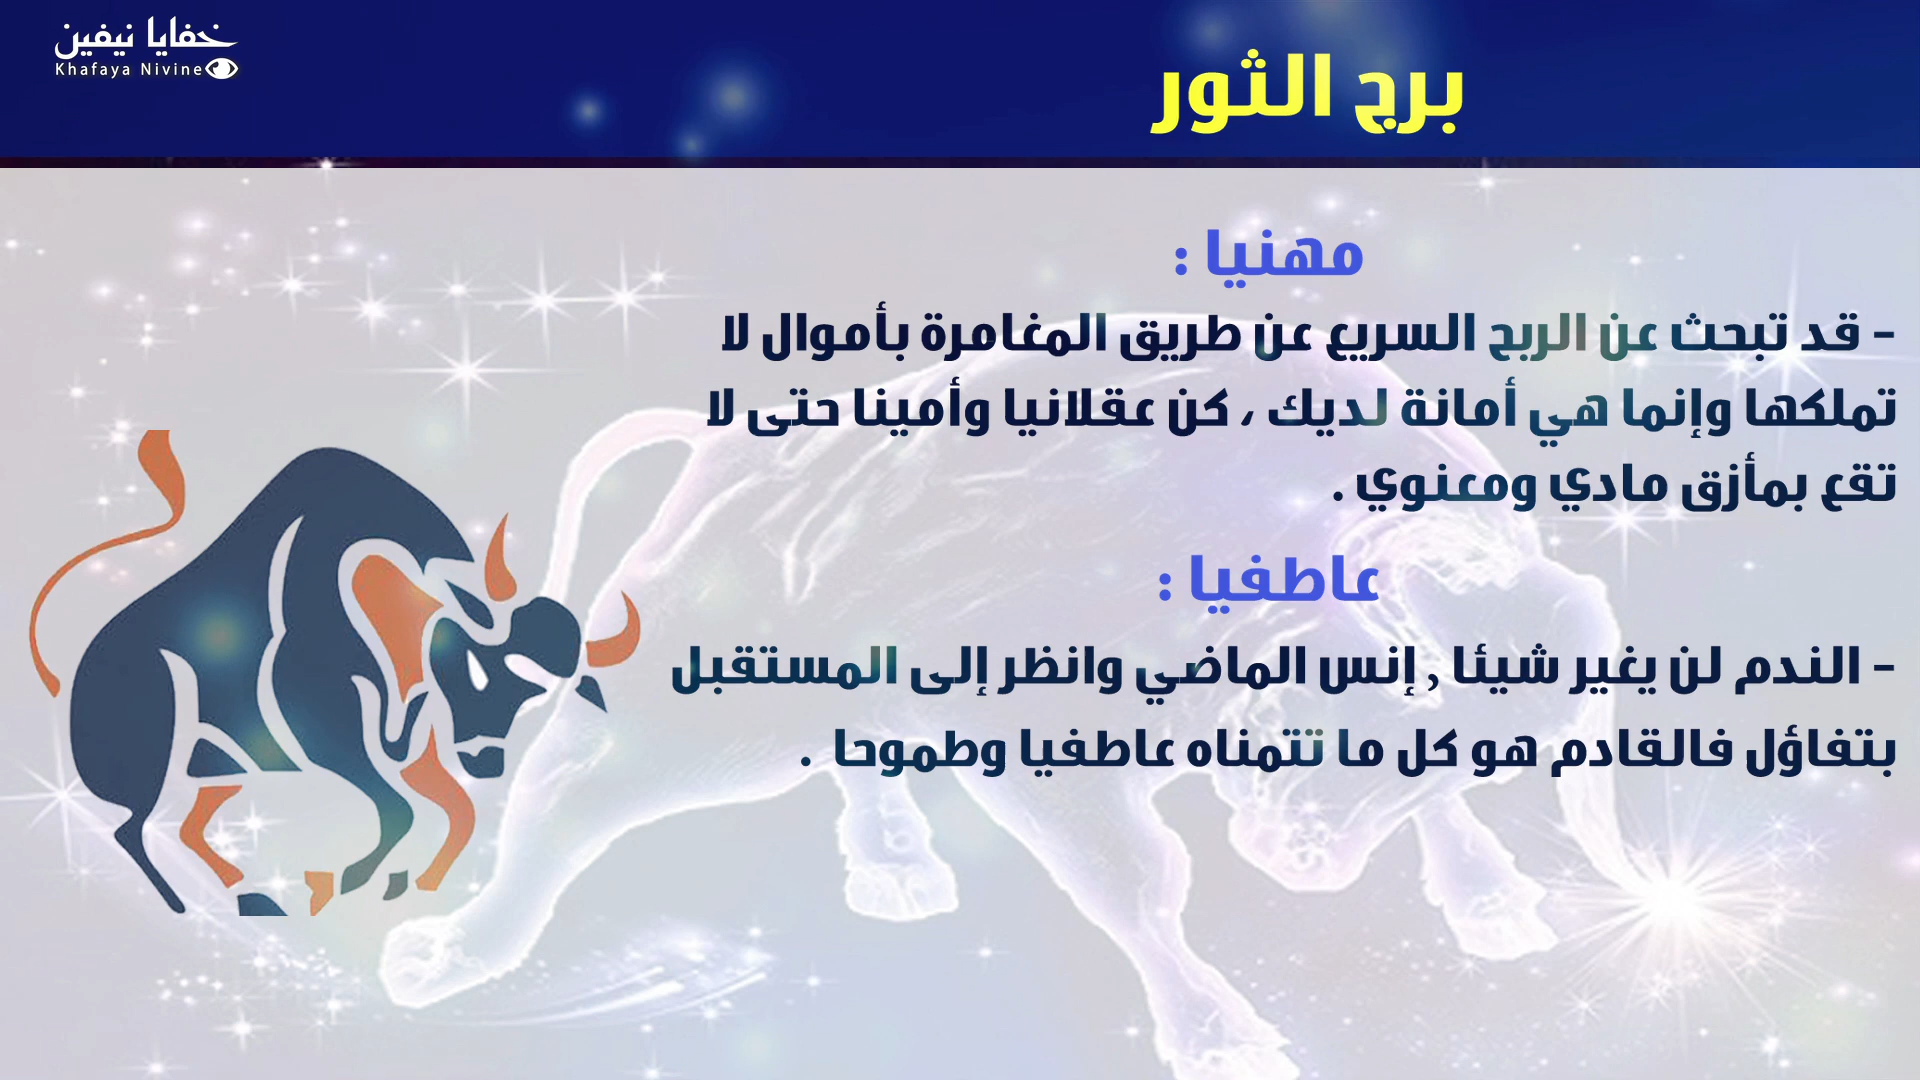 خفايا نيفين
Khafaya Nivine
برج الثور
مهنيا :
- قد تبحث عن الربح السريع عن طريق المغامرة بأموال لا
تملكها وإنما هي أمانة لديك ، كن عقلانيا وأمينا حتى لا
تقع بمأزق مادي ومعنوي .
عاطفيا :
- الندم لن يغير شيئا , إنس الماضي وانظر إلى المستقبل
بتفاؤل فالقادم هو كل ما تتمناه عاطفيا وطموحا .